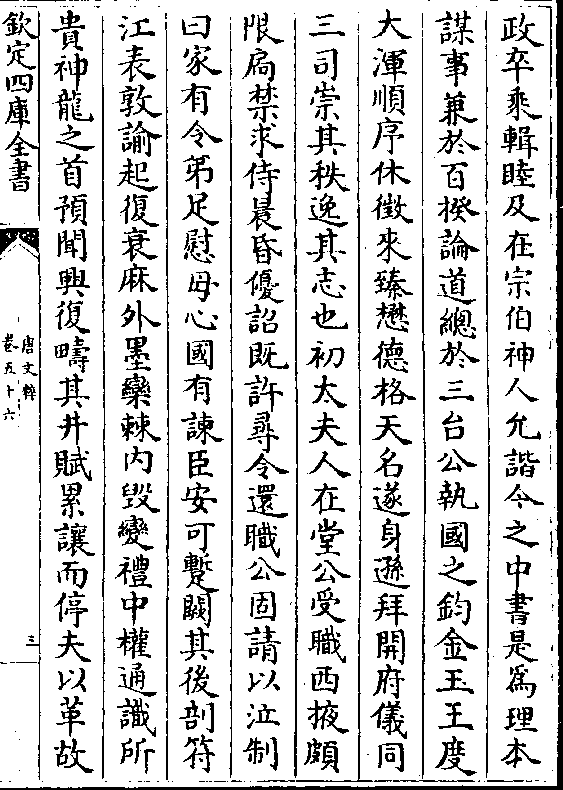 政卒乘輯睦及在宗伯神人允諧今之中書是為理本
謀事兼於百揆論道總於三台公執國之鈞金玉王度
大渾順序休徵來臻懋德格天名遂身遜拜開府儀同
三司崇其秩逸其志也初太夫人在堂公受職西掖頗
限扃禁求侍晨昏優詔既許尋令還職公固請以泣制
曰家有令弟足慰母心國有諫臣安可蹔闕其後剖符
江表敦諭起復衰麻外墨欒棘內毀變禮中權通識所
貴神龍之首預聞興復疇其井賦累讓而停夫以革故
欽定四庫全書
唐文粹
卷五十六
三